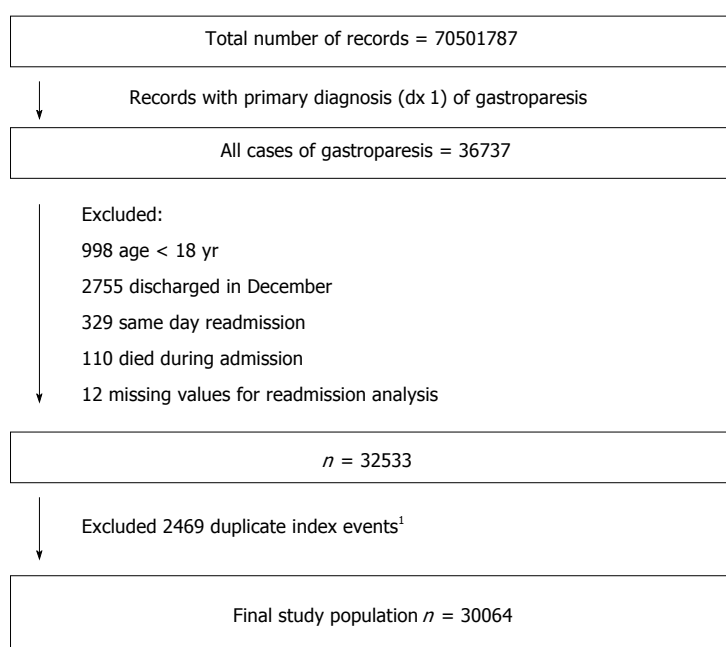 Total number of records = 70501787
Records with primary diagnosis (dx 1) of gastroparesis
All cases of gastroparesis = 36737
Excluded:
998 age < 18 yr
2755 discharged in December
329 same day readmission
110 died during admission
12 missing values for readmission analysis
n = 32533
Excluded 2469 duplicate index events¹
Final study population n = 30064